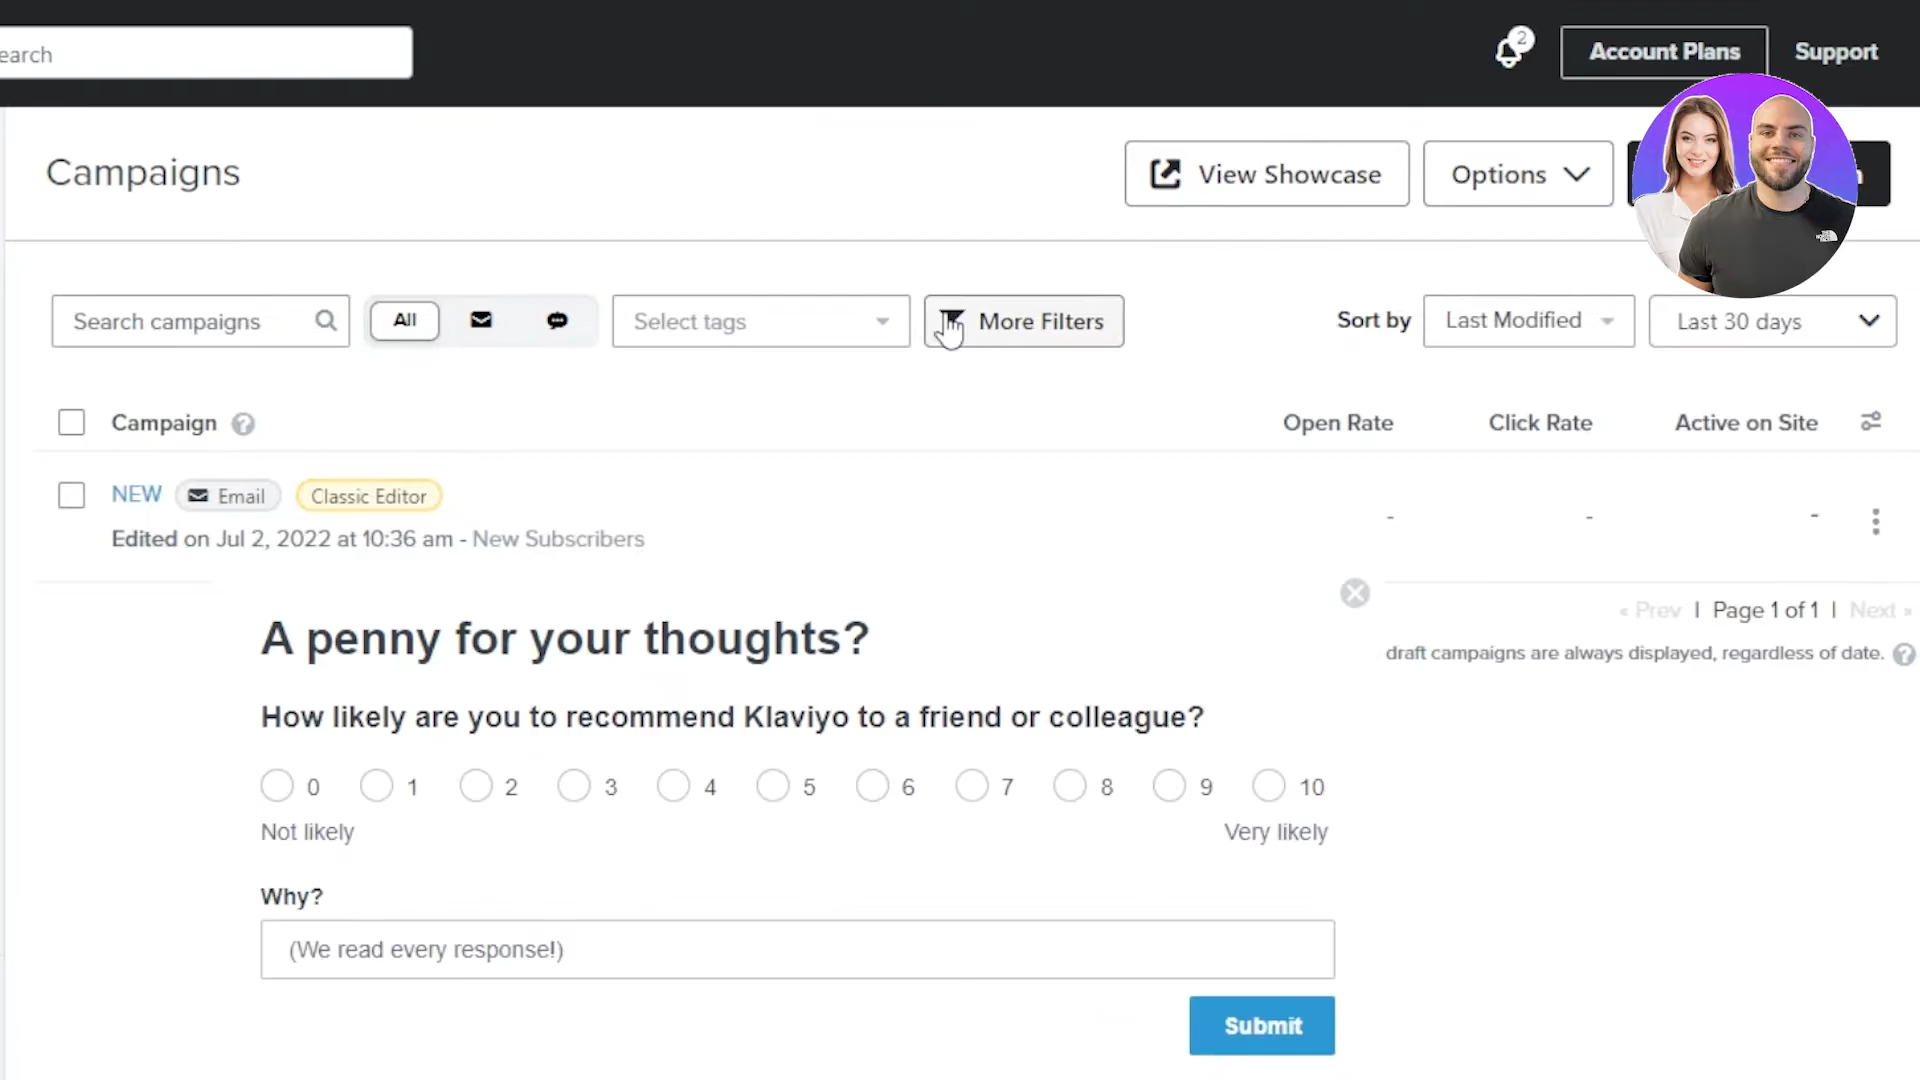 earch
2
Account Plans
Support
Campaigns
View Showcase
Options
Search campaigns
All
Select tags
More Filters
Sort by
Last Modified
Last 30 days
Campaign ?
Open Rate
Click Rate
Active on Site
NEW Email Classic Editor
Edited on Jul 2, 2022 at 10:36 am - New Subscribers
- - -
« Prev | Page 1 of 1 | Next »
draft campaigns are always displayed, regardless of date. ?
A penny for your thoughts?
How likely are you to recommend Klaviyo to a friend or colleague?
0 1 2 3 4 5 6 7 8 9 10
Not likely
Very likely
Why?
(We read every response!)
Submit